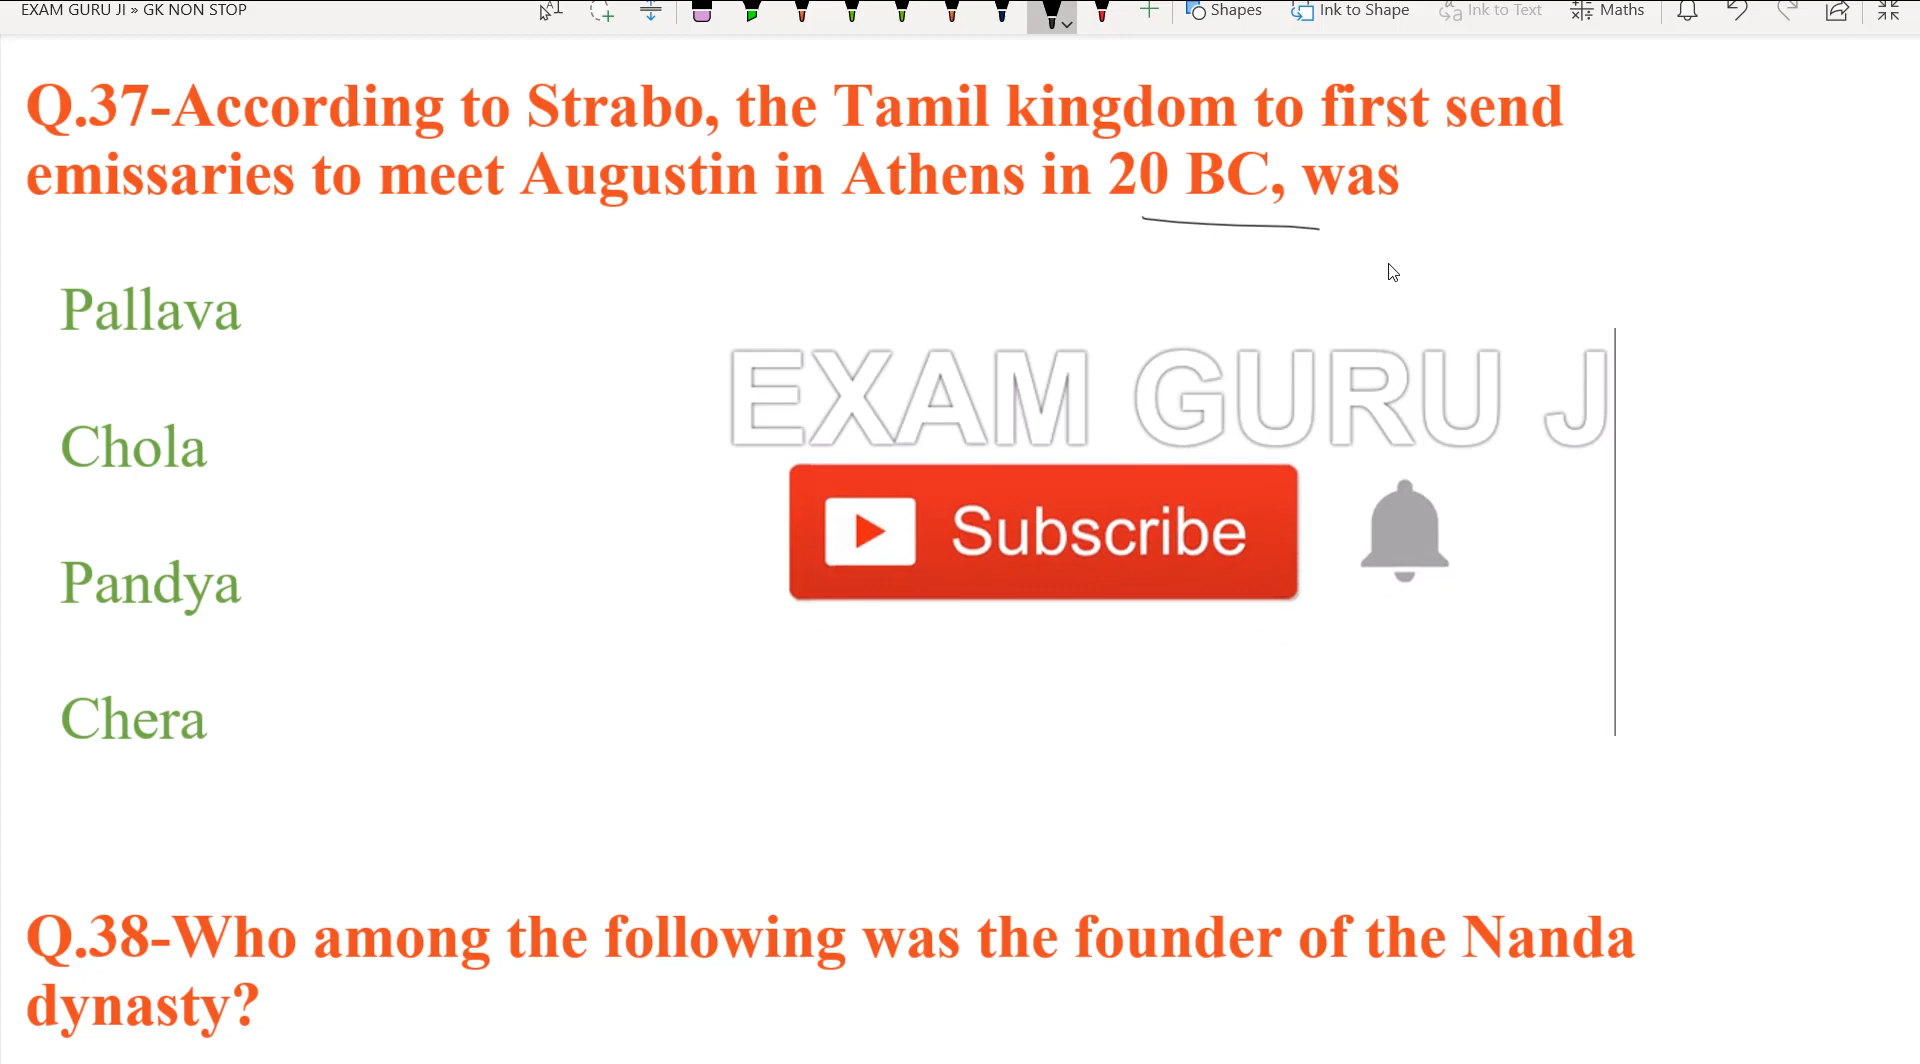 EXAM GURU JI » GK NON STOP
Shapes
Ink to Shape
Ink to Text
Maths
Q.37-According to Strabo, the Tamil kingdom to first send
emissaries to meet Augustin in Athens in 20 BC, was
Pallava
EXAM GURU J
Chola
Subscribe
Pandya
Chera
Q.38-Who among the following was the founder of the Nanda
dynasty?